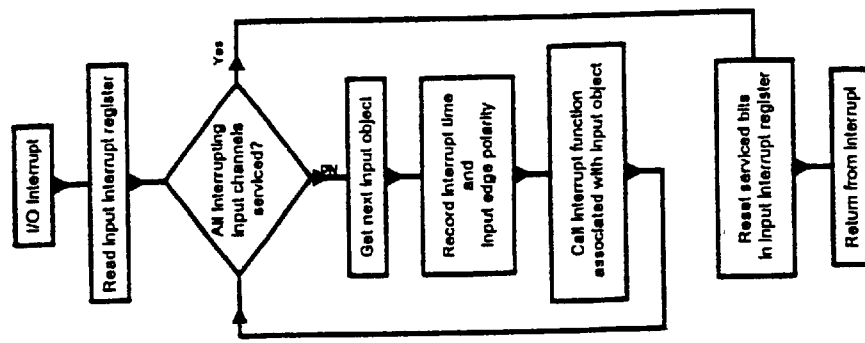 I/O Interrupt
Read Input Interrupt register
All Interrupting
Input channels
serviced?
Yes
No
Get next Input object
Record Interrupt time
and
Input edge polarity
Call Interrupt function
associated with Input object
Reset serviced bits
In Input Interrupt register
Return from Interrupt